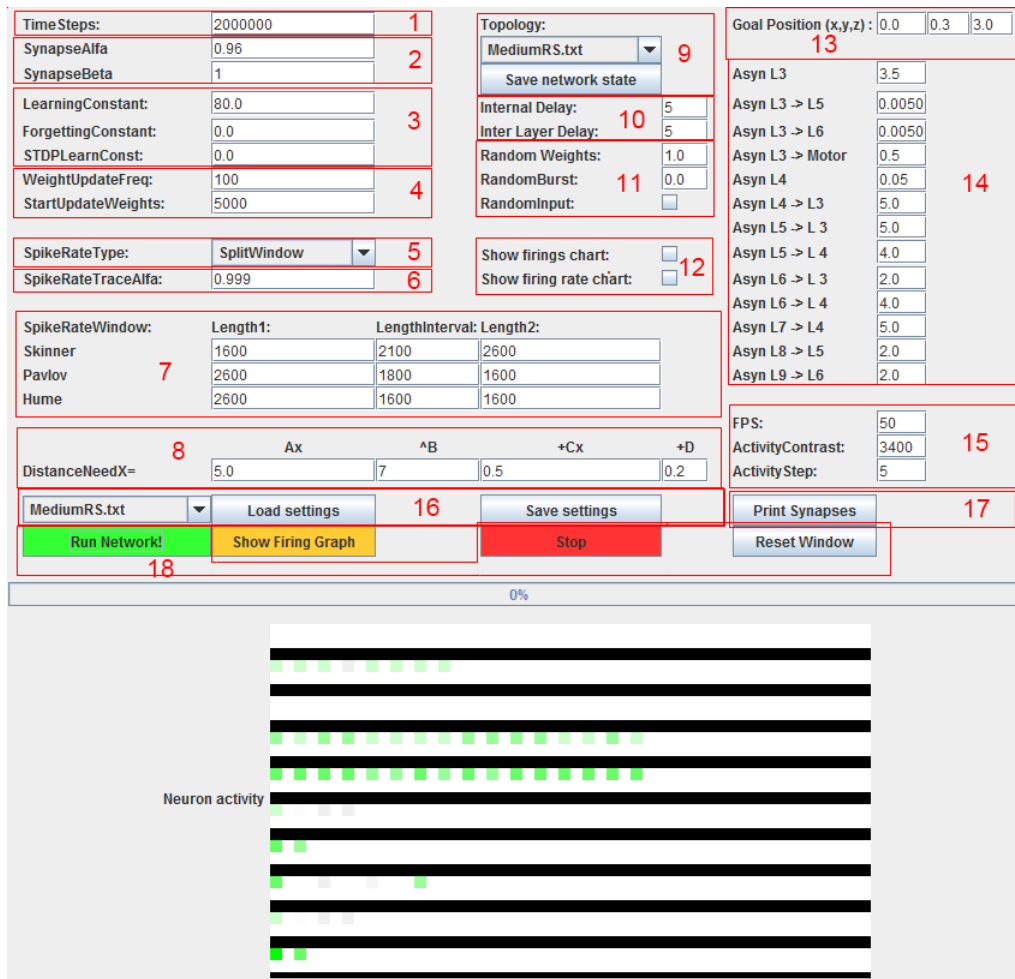 TimeSteps: 2000000 1
SynapseAlfa 0.96
SynapseBeta 1
2
LearningConstant: 80.0
ForgettingConstant: 0.0
STDPLearnConst: 0.0
3
WeightUpdateFreq: 100
StartUpdateWeights: 5000
4
SpikeRateType: SplitWindow 5
SpikeRateTraceAlfa: 0.999 6
Topology:
MediumRS.txt
Save network state
9
Internal Delay: 5
Inter Layer Delay: 5
10
Random Weights: 1.0
RandomBurst: 0.0
RandomInput:
11
Show firings chart:
Show firing rate chart:
12
Goal Position (x,y,z) : 0.0 0.3 3.0
13
Asyn L3 3.5
Asyn L3 -> L5 0.0050
Asyn L3 -> L6 0.0050
Asyn L3 -> Motor 0.5
Asyn L4 0.05
Asyn L4 -> L3 5.0
Asyn L5 -> L 3 5.0
Asyn L5 -> L 4 4.0
Asyn L6 -> L 3 2.0
Asyn L6 -> L 4 4.0
Asyn L7 -> L4 5.0
Asyn L8 -> L5 2.0
Asyn L9 -> L6 2.0
14
SpikeRateWindow: Length1: LengthInterval: Length2:
Skinner 1600 2100 2600
Pavlov 2600 1800 1600
Hume 2600 1600 1600
7
8 Ax ^B +Cx +D
DistanceNeedX= 5.0 7 0.5 0.2
FPS: 50
ActivityContrast: 3400
ActivityStep: 5
15
MediumRS.txt Load settings 16 Save settings Print Synapses 17
Run Network! Show Firing Graph Stop Reset Window
18
0%
Neuron activity